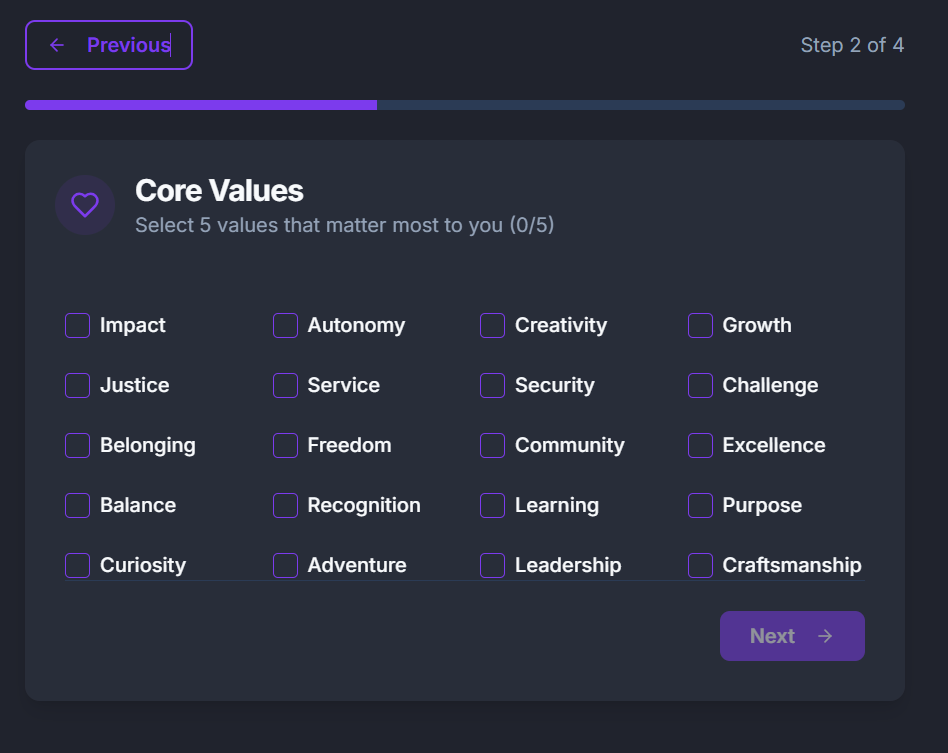 Previous
Step 2 of 4
Core Values
Select 5 values that matter most to you (0/5)
Impact Autonomy Creativity Growth
Justice Service Security Challenge
Belonging Freedom Community Excellence
Balance Recognition Learning Purpose
Curiosity Adventure Leadership Craftsmanship
Next